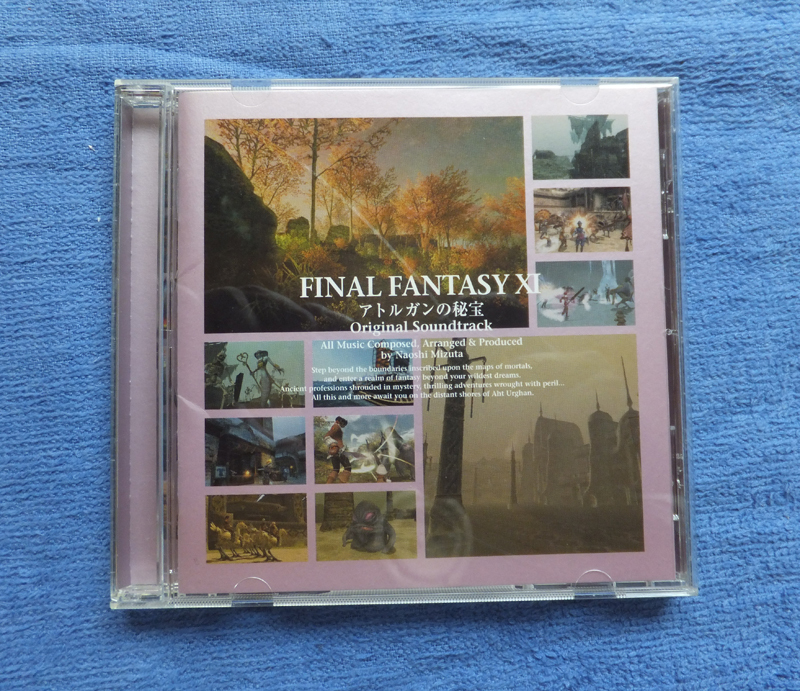 FINAL FANTASY XI
アトルガンの秘宝
Original Soundtrack
All Music Composed, Arranged & Produced
by Naoshi Mizuta
Step beyond the boundaries inscribed upon the maps of mortals,
and enter a realm of fantasy beyond your wildest dreams.
Ancient professions shrouded in mystery, thrilling adventures wrought with peril...
All this and more await you on the distant shores of Aht Urghan.